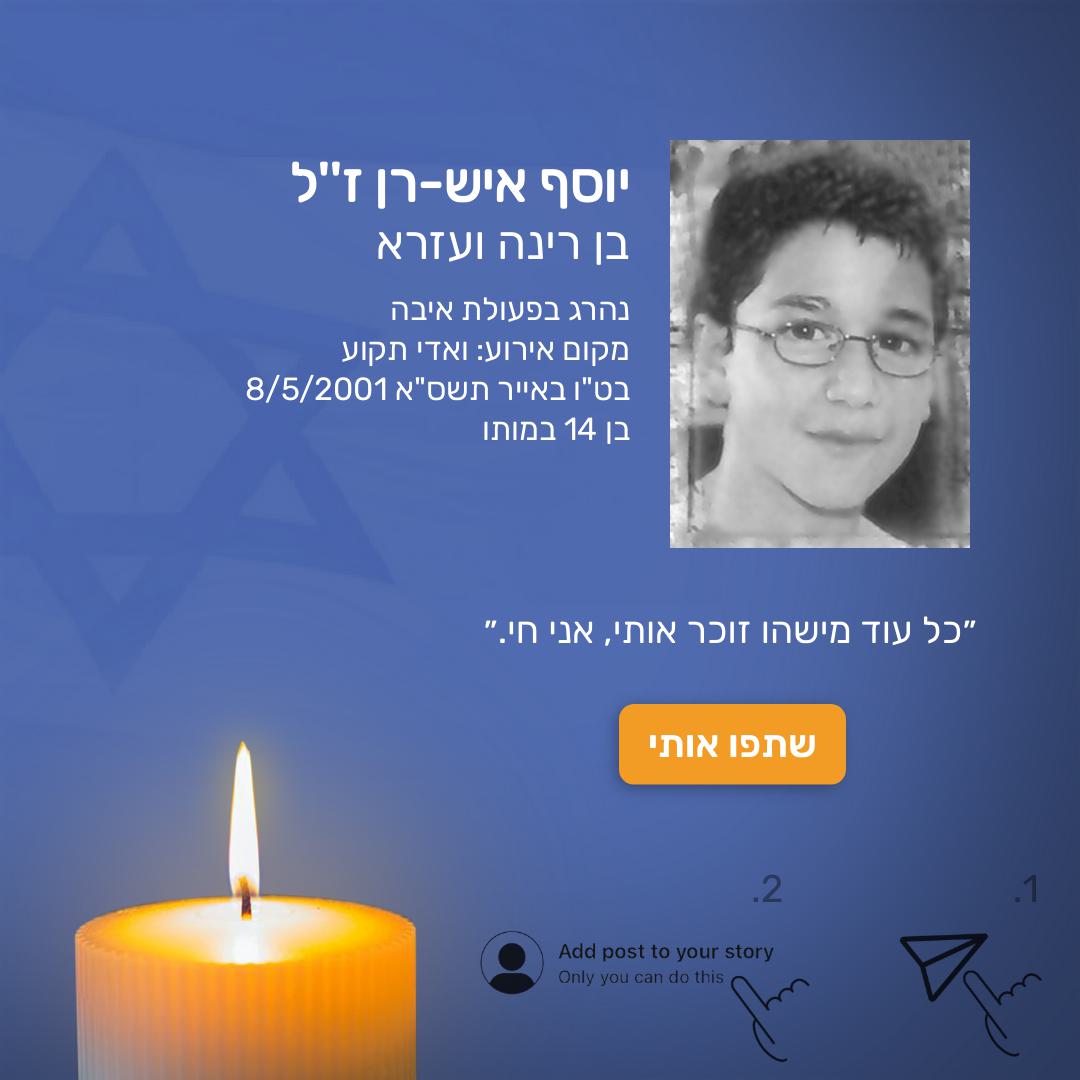 יוסף איש-רן ז"ל
בן רינה ועזרא
נהרג בפעולת איבה
מקום אירוע: ואדי תקוע
בט"ו באייר תשס"א 8/5/2001
בן 14 במותו
"כל עוד מישהו זוכר אותי, אני חי."
שתפו אותי
1.
2.
Add post to your story
Only you can do this